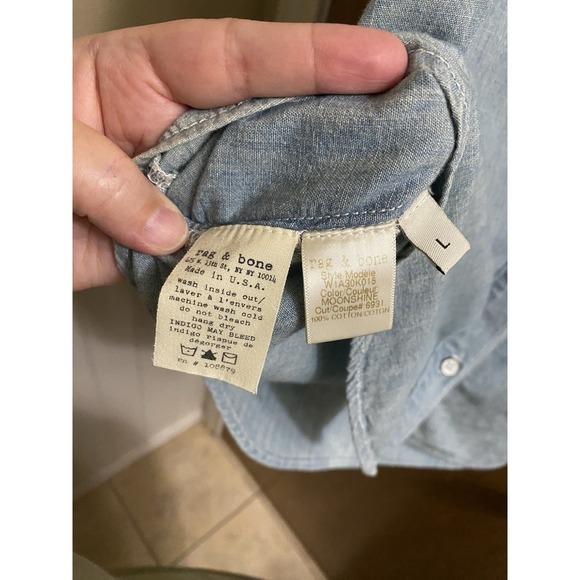 rag & bone
425 W. 13th St, NY NY 10014
Made in U.S.A.
wash inside out/
laver à l'envers
machine wash cold
do not bleach
hang dry
INDIGO MAY BLEED
indigo risque de
dégorger
RN # 108879
rag & bone
Style Modèle
W1A30K015
Color/Couleur
MOONSHINE
Cut/Coupe# 6931
100% COTTON COTON
L